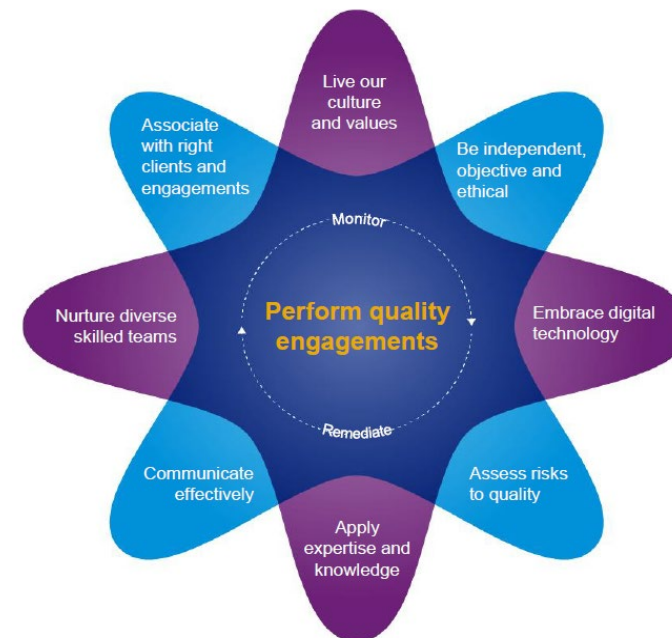 Live our
culture
and values
Associate
with right
clients and
engagements
Be independent,
objective and
ethical
Monitor
Perform quality
engagements
Nurture diverse
skilled teams
Embrace digital
technology
Remediate
Communicate
effectively
Assess risks
to quality
Apply
expertise and
knowledge